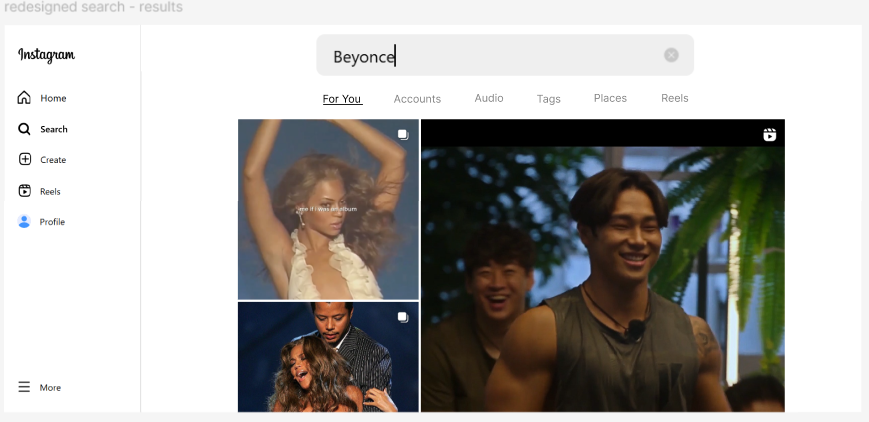 redesigned search - results
Instagram
Beyonce
Home
Search
Create
Reels
Profile
More
For You
Accounts
Audio
Tags
Places
Reels
me if i was an album